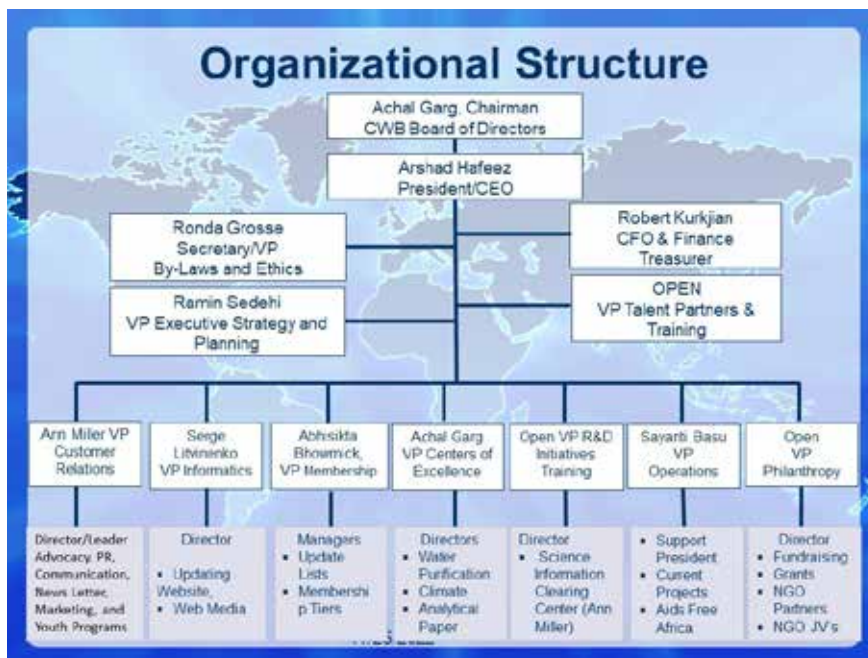 Organizational Structure
Achal Garg, Chairman
CWB Board of Directors
Arshad Hafeez
President/CEO
Ronda Grosse
Secretary/VP
By-Laws and Ethics
Robert Kurkjian
CFO & Finance
Treasurer
Ramin Sedehi
VP Executive Strategy and
Planning
OPEN
VP Talent Partners &
Training
Ann Miller VP
Customer
Relations
Serge
Litvinenko
VP Informatics
Abhisikta
Bhowmick,
VP Membership
Achal Garg
VP Centers of
Excellence
Open VP R&D
Initiatives
Training
Sayanti Basu
VP
Operations
Open
VP
Philanthropy
Director/Leader
Advocacy. PR,
Communication,
News Letter,
Marketing, and
Youth Programs
Director
• Updating
Website,
• Web Media
Managers
• Update
Lists
• Membershi
p Tiers
Directors
• Water
Purification
• Climate
• Analytical
Paper
Director
• Science
Information
Clearing
Center (Ann
Miller)
• Support
President
• Current
Projects
• Aids Free
Africa
Director
• Fundraising
• Grants
• NGO
Partners
• NGO JV's